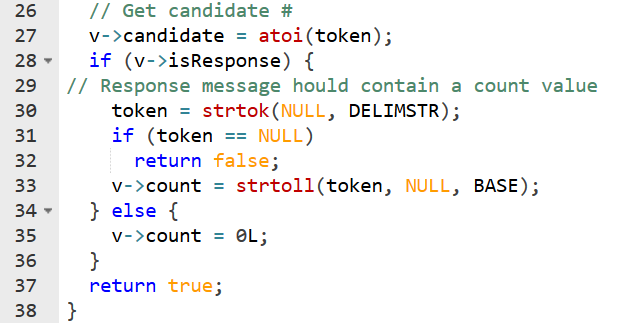 26 // Get candidate #
27 v->candidate = atoi(token);
28 if (v->isResponse) {
29 // Response message hould contain a count value
30 token = strtok(NULL, DELIMSTR);
31 if (token == NULL)
32 return false;
33 v->count = strtoll(token, NULL, BASE);
34 } else {
35 v->count = 0L;
36 }
37 return true;
38 }